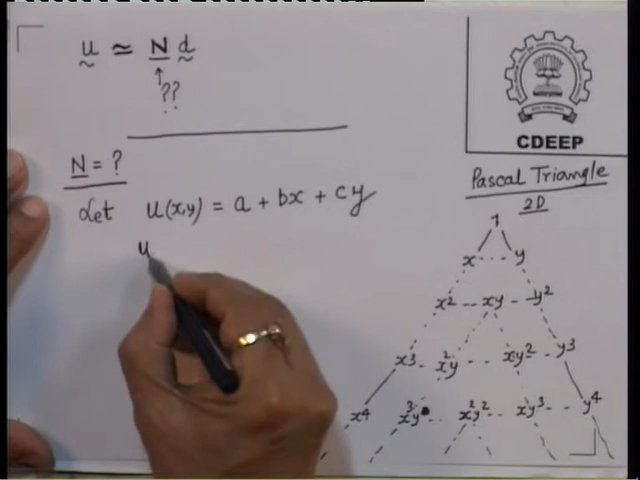 u ≃ N d
↑
??
N = ?
Let u(x,y) = a + bx + cy
u
CDEEP
Pascal Triangle
2D
1
x y
x² xy y²
x³ x²y xy² y³
x⁴ x³y x²y² xy³ y⁴